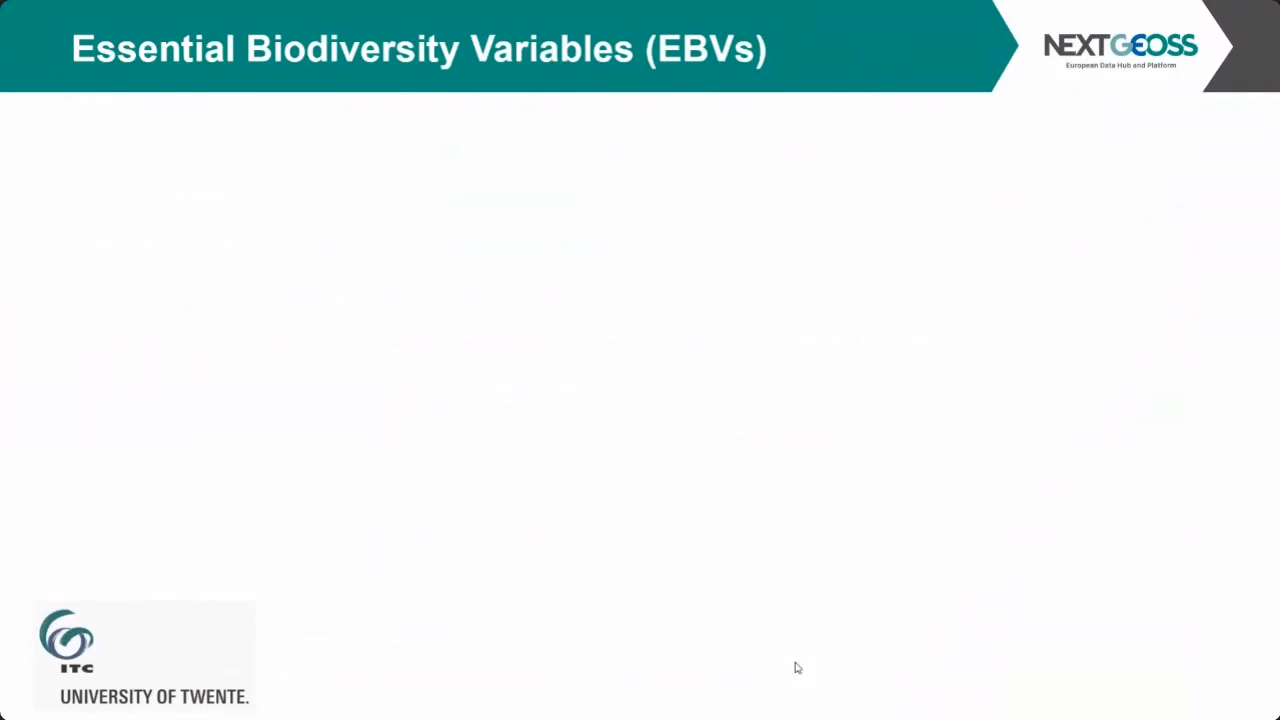 Essential Biodiversity Variables (EBVs)
NEXTGEOSS
European Data Hub and Platform
ITC
UNIVERSITY OF TWENTE.